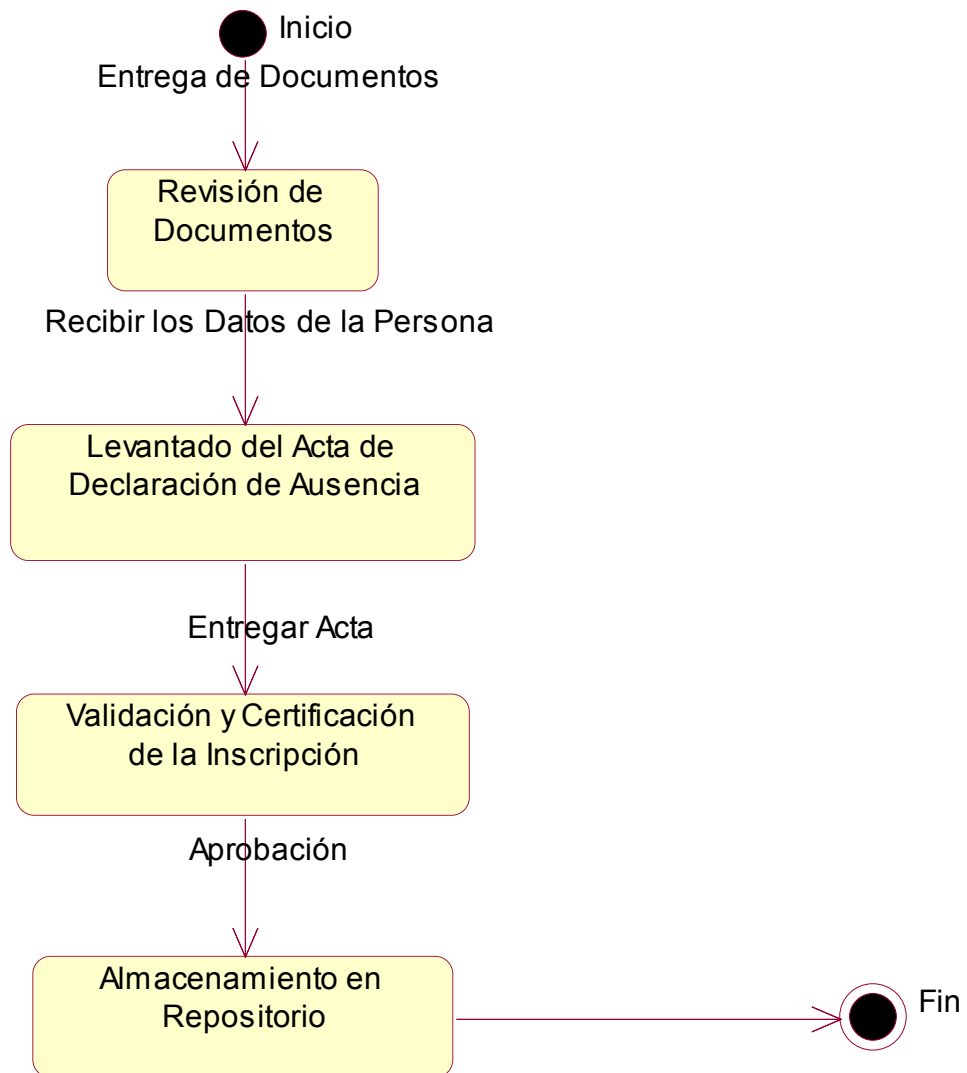 Inicio
Entrega de Documentos
Revisión de
Documentos
Recibir los Datos de la Persona
Levantado del Acta de
Declaración de Ausencia
Entregar Acta
Validación y Certificación
de la Inscripción
Aprobación
Almacenamiento en
Repositorio
Fin